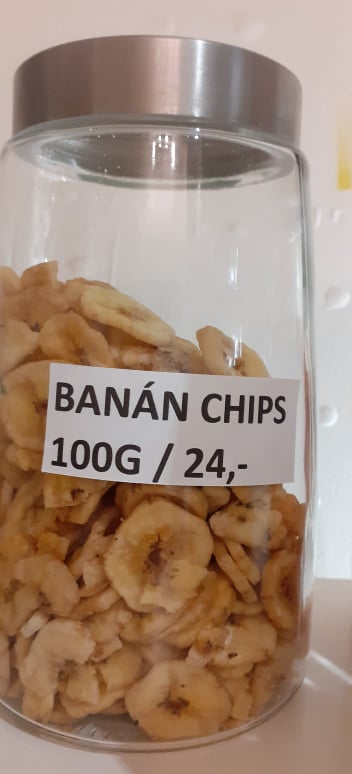 BANÁN CHIPS
100G / 24,-